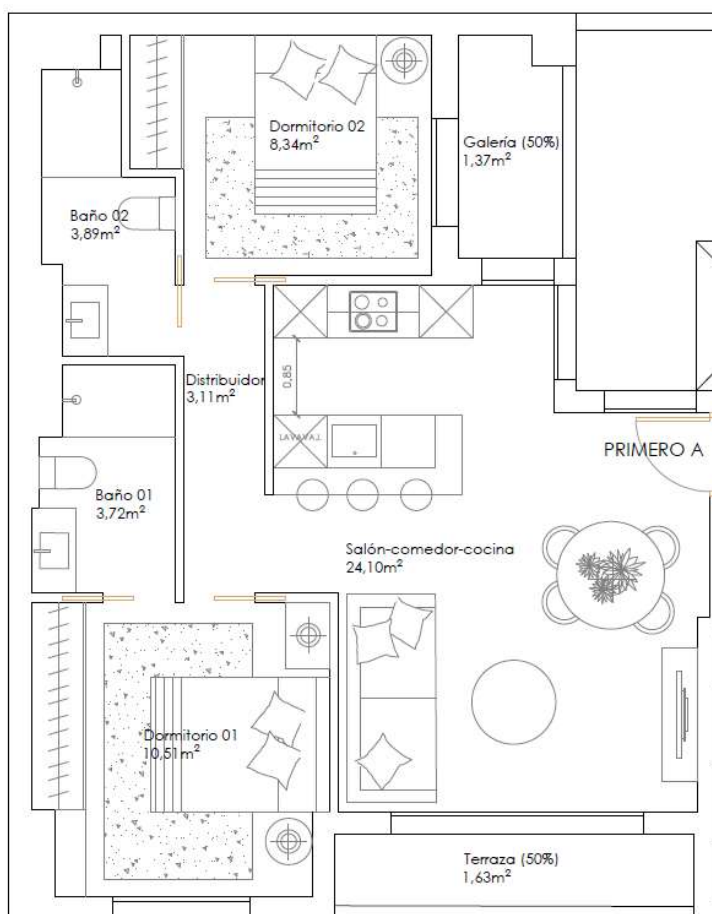 Dormitorio 02
8,34m²
Galería (50%)
1,37m²
Baño 02
3,89m²
Distribuidor
3,11m²
0,85
LAVAVAJ.
PRIMERO A
Baño 01
3,72m²
Salón-comedor-cocina
24,10m²
Dormitorio 01
10,51m²
Terraza (50%)
1,63m²